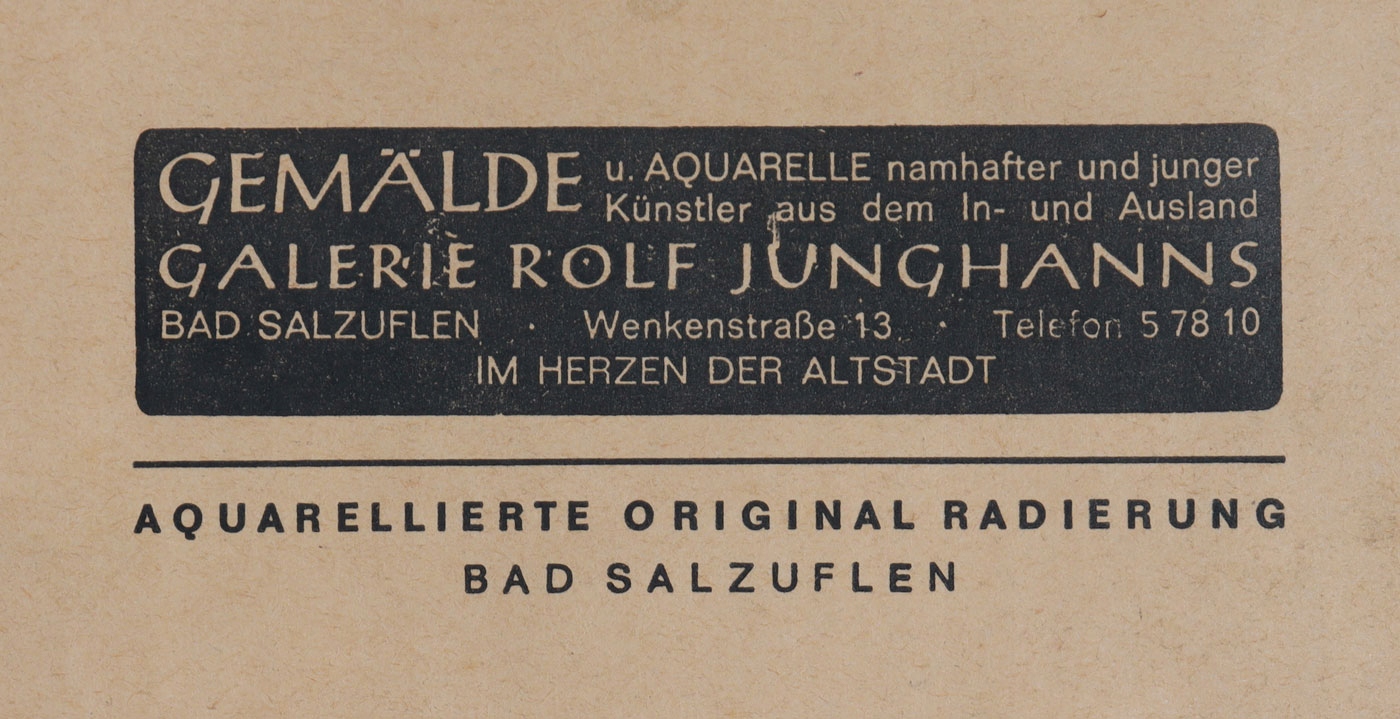 GEMÄLDE u. AQUARELLE namhafter und junger
Künstler aus dem In- und Ausland
GALERIE ROLF JUNGHANNS
BAD SALZUFLEN · Wenkenstraße 13 · Telefon 5 78 10
IM HERZEN DER ALTSTADT
AQUARELLIERTE ORIGINAL RADIERUNG
BAD SALZUFLEN